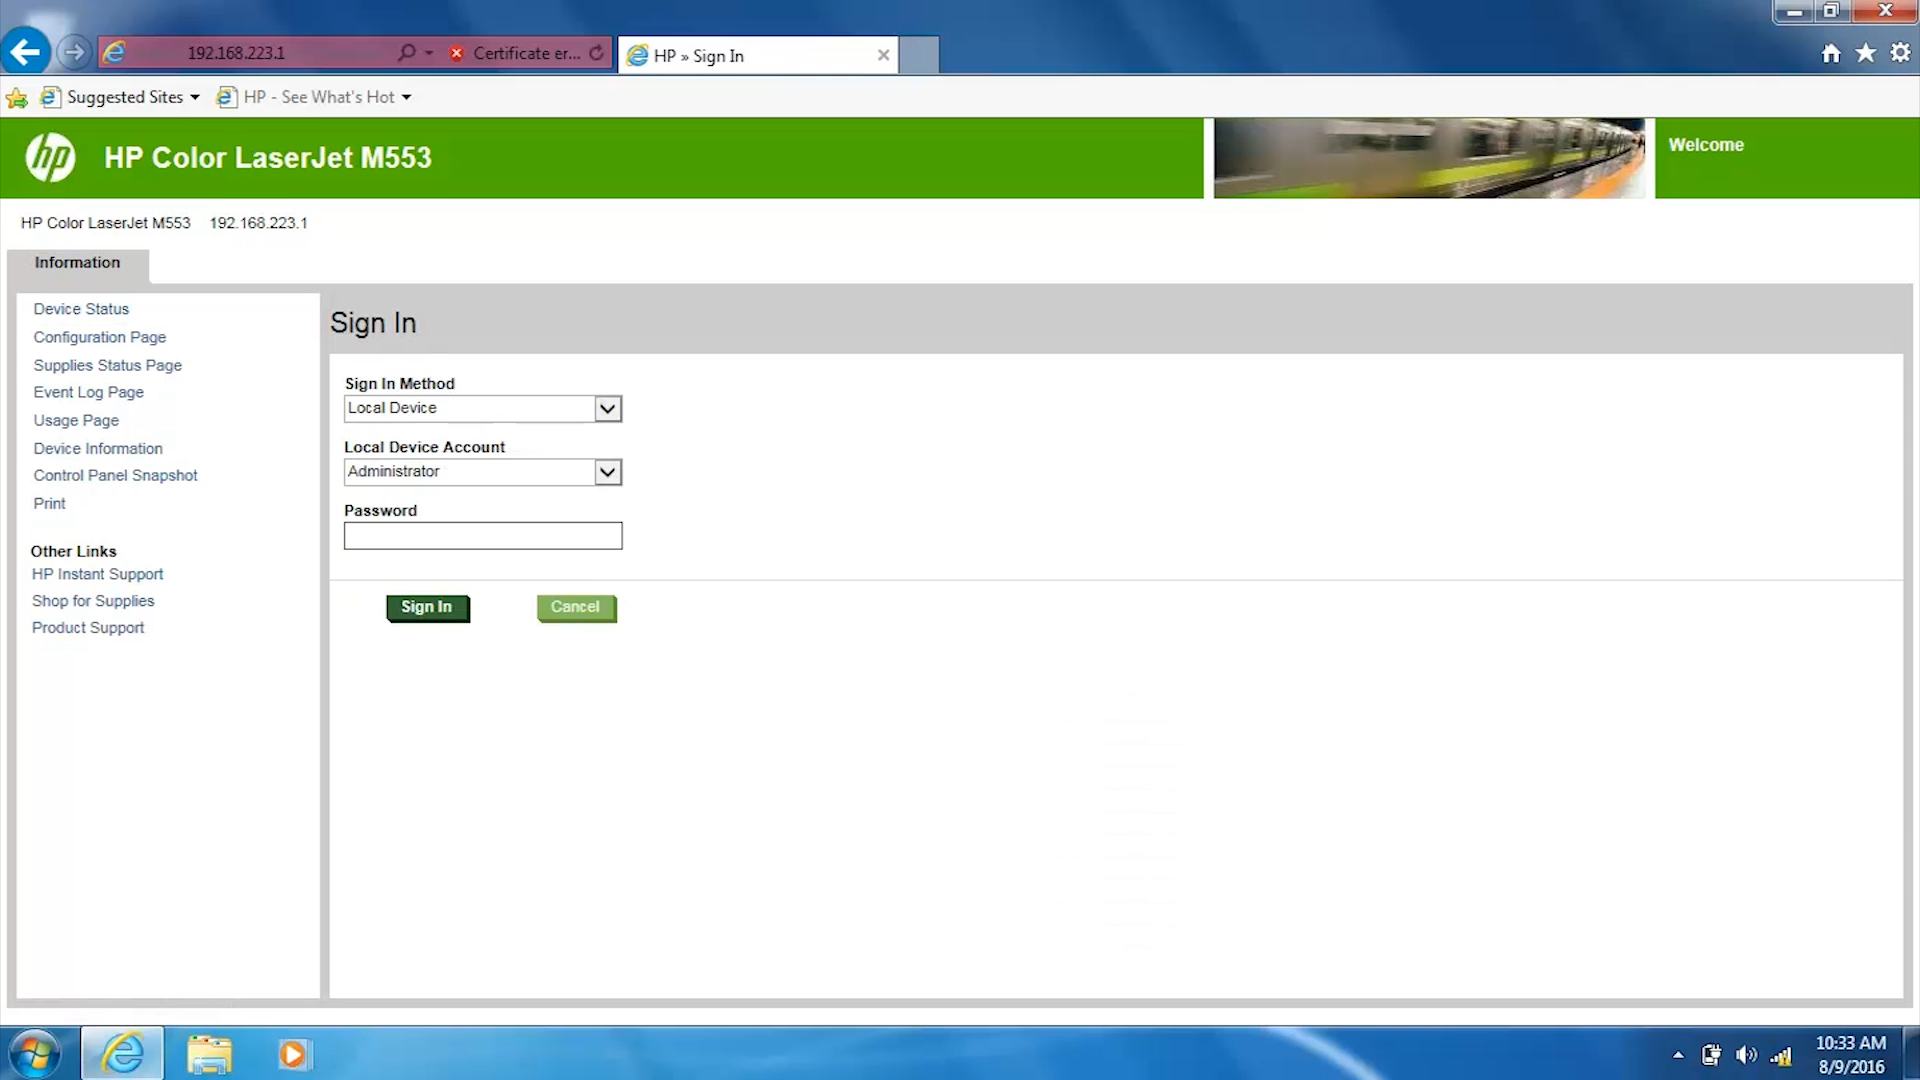 192.168.223.1
Certificate er...
HP » Sign In
Suggested Sites
HP - See What's Hot
hp
HP Color LaserJet M553
Welcome
HP Color LaserJet M553 192.168.223.1
Information
Device Status
Configuration Page
Supplies Status Page
Event Log Page
Usage Page
Device Information
Control Panel Snapshot
Print
Other Links
HP Instant Support
Shop for Supplies
Product Support
Sign In
Sign In Method
Local Device
Local Device Account
Administrator
Password
Sign In
Cancel
10:33 AM
8/9/2016